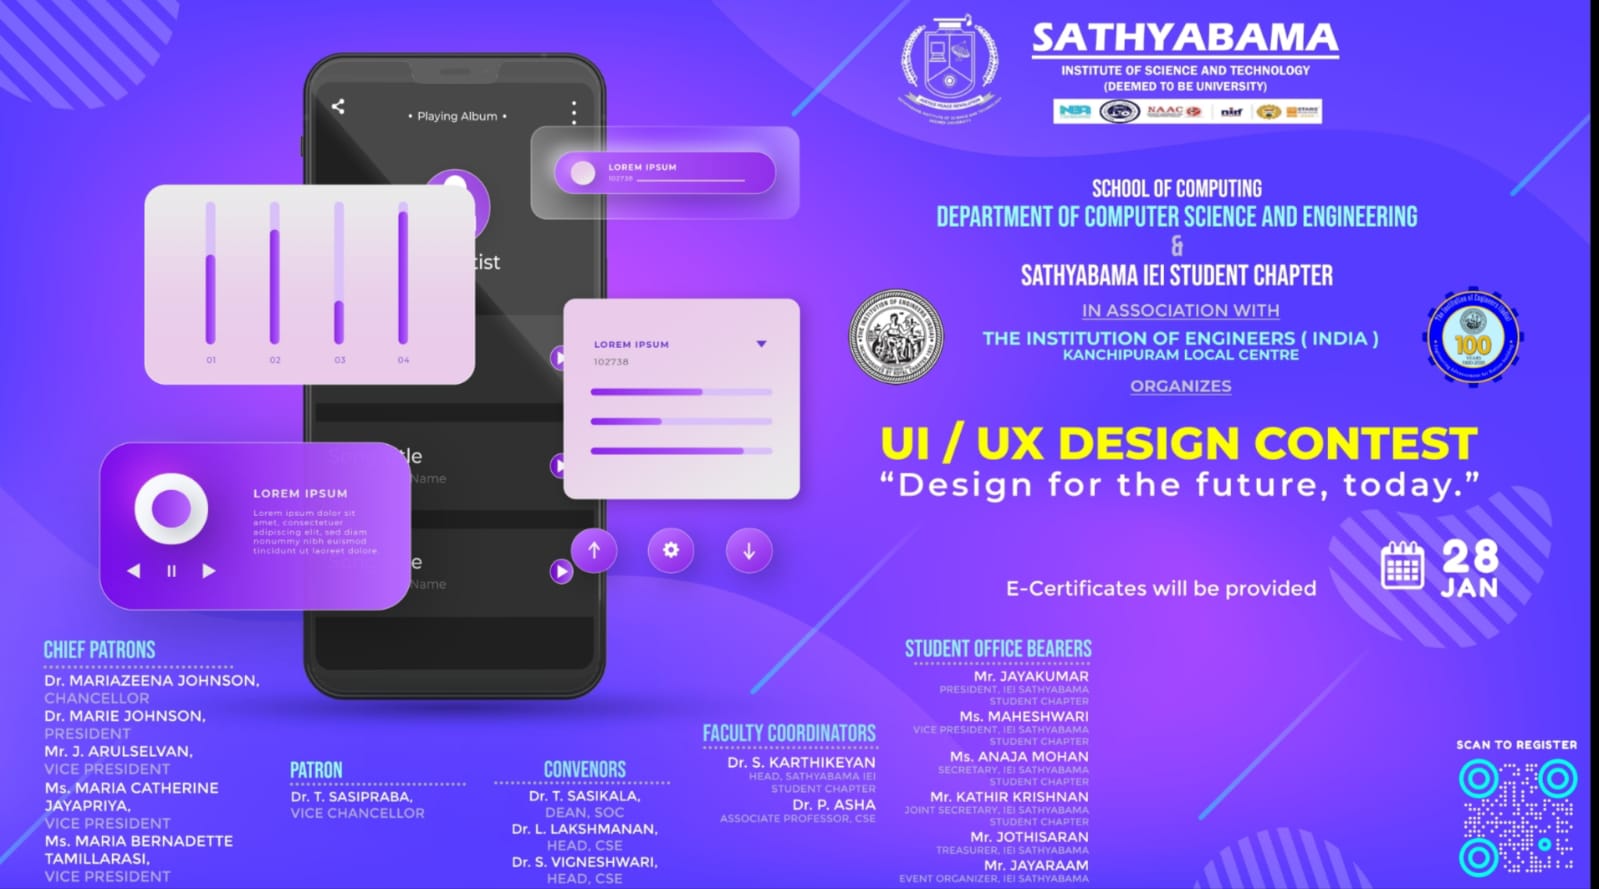 SATHYABAMA
INSTITUTE OF SCIENCE AND TECHNOLOGY
(DEEMED TO BE UNIVERSITY)
NBA
NAAC
nirf
SCHOOL OF COMPUTING
DEPARTMENT OF COMPUTER SCIENCE AND ENGINEERING
&
SATHYABAMA IEI STUDENT CHAPTER
IN ASSOCIATION WITH
THE INSTITUTION OF ENGINEERS ( INDIA )
KANCHIPURAM LOCAL CENTRE
ORGANIZES
100
YEARS
UI / UX DESIGN CONTEST
“Design for the future, today.”
28
JAN
E-Certificates will be provided
• Playing Album •
LOREM IPSUM
102738
01 02 03 04
tist
LOREM IPSUM
102738
tle
Name
LOREM IPSUM
Lorem ipsum dolor sit
amet, consectetuer
adipiscing elit, sed diam
nonummy nibh euismod
tincidunt ut laoreet dolore
e
Name
CHIEF PATRONS
Dr. MARIAZEENA JOHNSON,
CHANCELLOR
Dr. MARIE JOHNSON,
PRESIDENT
Mr. J. ARULSELVAN,
VICE PRESIDENT
Ms. MARIA CATHERINE
JAYAPRIYA,
VICE PRESIDENT
Ms. MARIA BERNADETTE
TAMILLARASI,
VICE PRESIDENT
PATRON
Dr. T. SASIPRABA,
VICE CHANCELLOR
CONVENORS
Dr. T. SASIKALA,
DEAN, SOC
Dr. L. LAKSHMANAN,
HEAD, CSE
Dr. S. VIGNESHWARI,
HEAD, CSE
FACULTY COORDINATORS
Dr. S. KARTHIKEYAN
HEAD, SATHYABAMA IEI
STUDENT CHAPTER
Dr. P. ASHA
ASSOCIATE PROFESSOR, CSE
STUDENT OFFICE BEARERS
Mr. JAYAKUMAR
PRESIDENT, IEI SATHYABAMA
STUDENT CHAPTER
Ms. MAHESHWARI
VICE PRESIDENT, IEI SATHYABAMA
STUDENT CHAPTER
Ms. ANAJA MOHAN
SECRETARY, IEI SATHYABAMA
STUDENT CHAPTER
Mr. KATHIR KRISHNAN
JOINT SECRETARY, IEI SATHYABAMA
STUDENT CHAPTER
Mr. JOTHISARAN
TREASURER, IEI SATHYABAMA
Mr. JAYARAAM
EVENT ORGANIZER, IEI SATHYABAMA
SCAN TO REGISTER